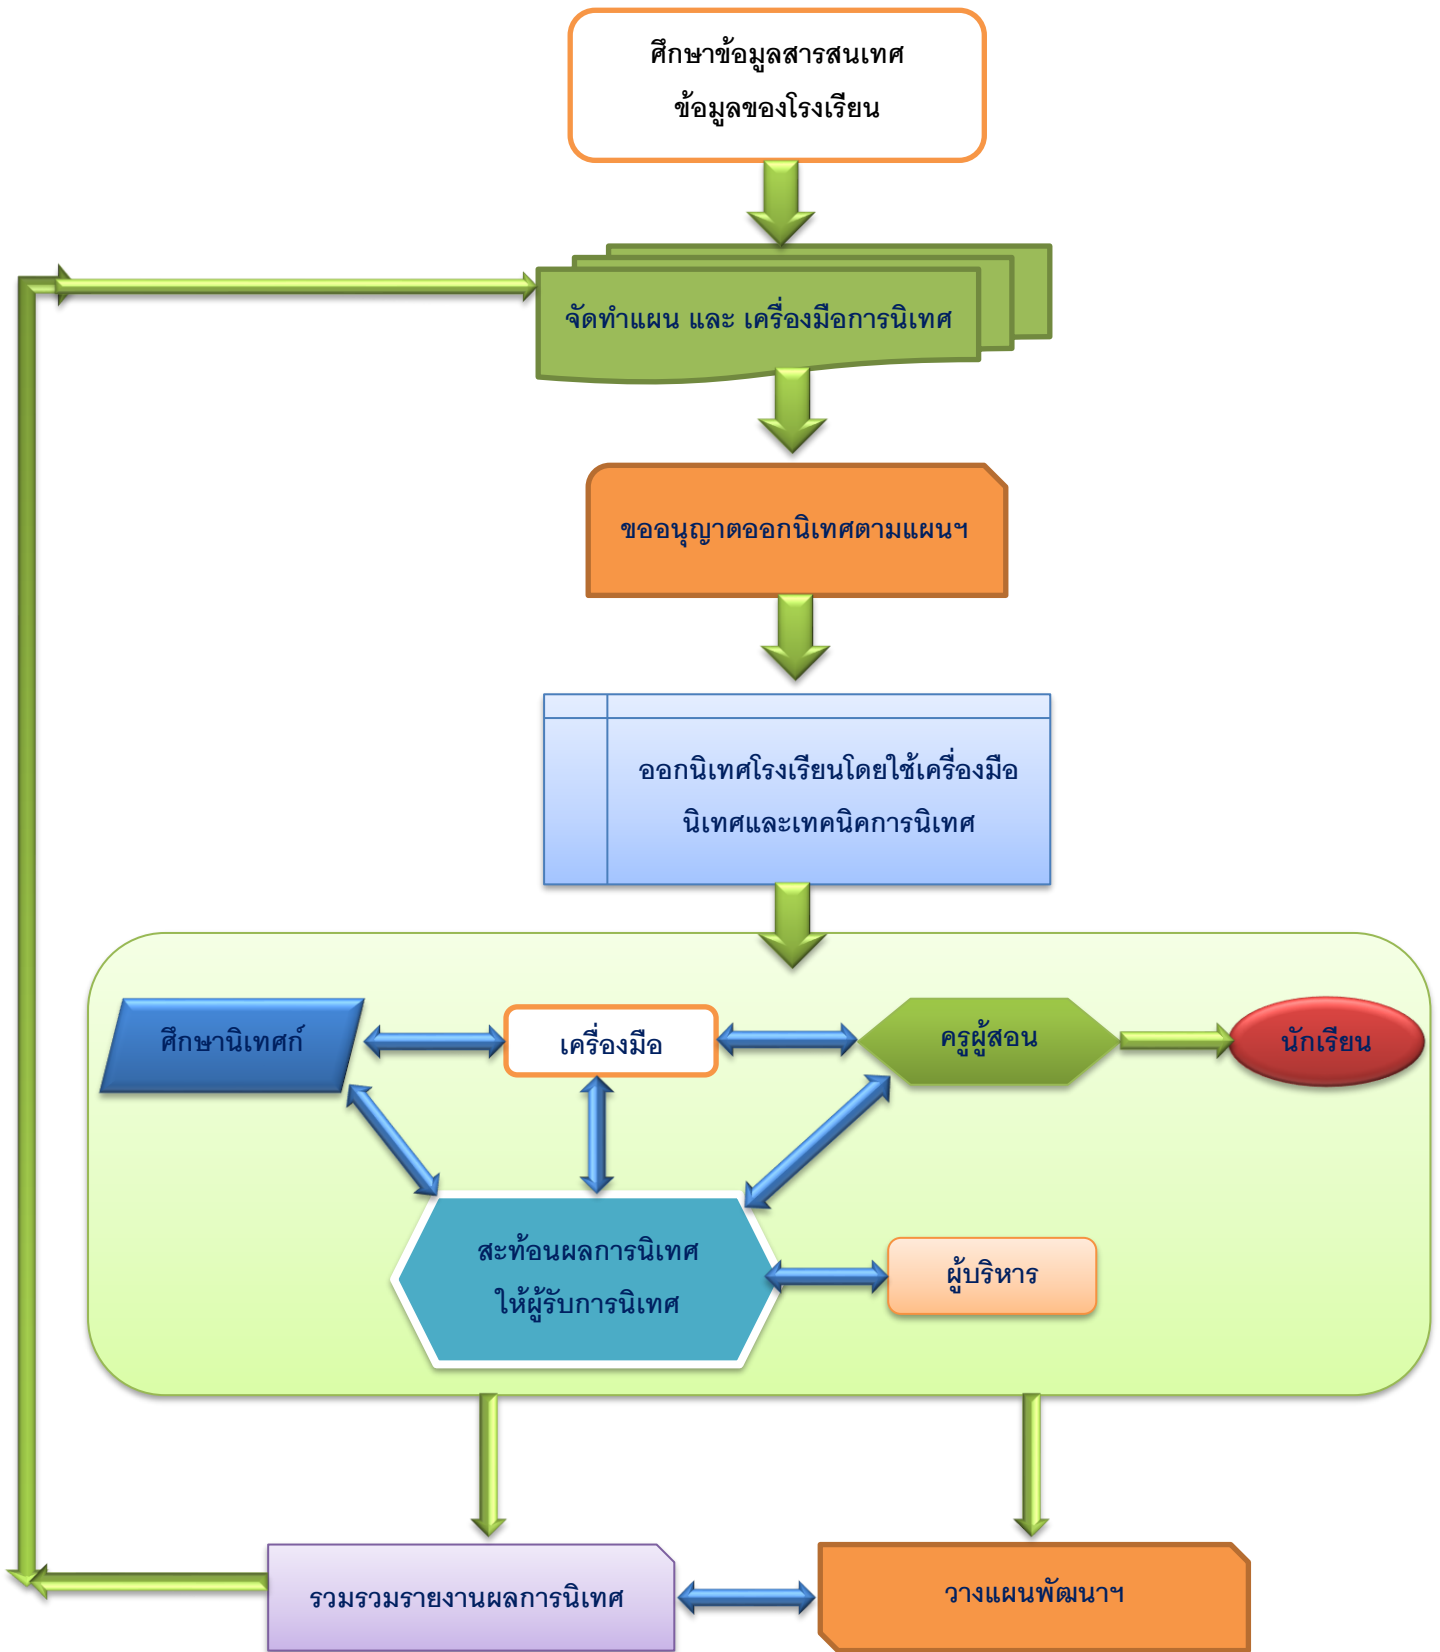 ศึกษาข้อมูลสารสนเทศ
ข้อมูลของโรงเรียน
จัดทำแผน และ เครื่องมือการนิเทศ
ขออนุญาตออกนิเทศตามแผนฯ
ออกนิเทศโรงเรียนโดยใช้เครื่องมือ
นิเทศและเทคนิคการนิเทศ
ศึกษานิเทศก์
เครื่องมือ
ครูผู้สอน
นักเรียน
สะท้อนผลการนิเทศ
ให้ผู้รับการนิเทศ
ผู้บริหาร
รวมรวมรายงานผลการนิเทศ
วางแผนพัฒนาฯ